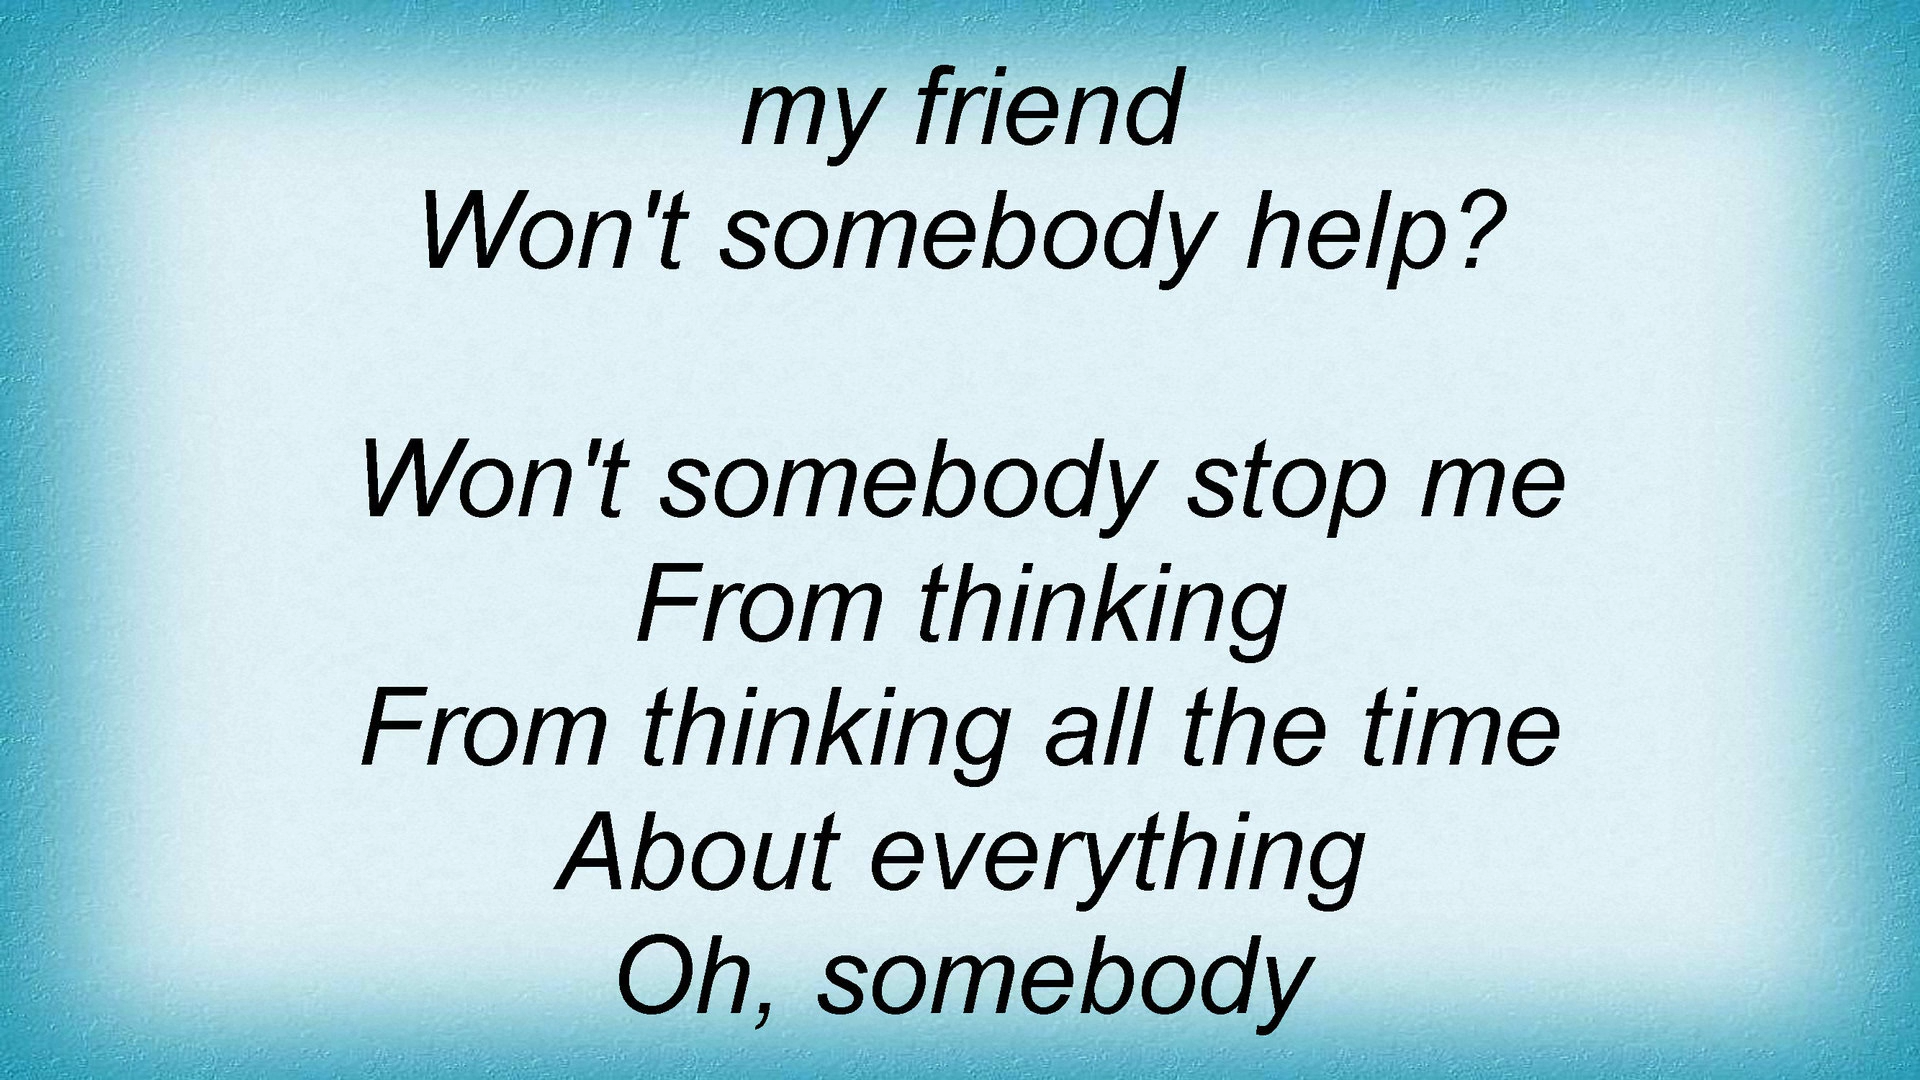 my friend
Won't somebody help?
Won't somebody stop me
From thinking
From thinking all the time
About everything
Oh, somebody